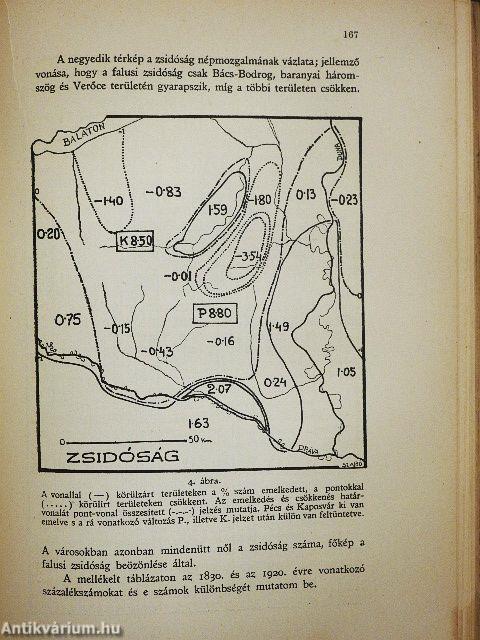 167
A negyedik térkép a zsidóság népmozgalmának vázlata; jellemző
vonása, hogy a falusi zsidóság csak Bács-Bodrog, baranyai három-
szög és Verőce területén gyarapszik, míg a többi területen csökken.
BALATON
-1·40
-0·83
1·59
-1·80
0·13
-0·23
0·20
K 8·50
-3·54
-0·01
P 8·80
0·75
-0·15
-0·43
-0·16
1·49
2·07
0·24
1·05
1·63
0
50 Km
DRÁVA
ZSIDÓSÁG
4. ábra.
A vonallal (—) körülzárt területeken a % szám emelkedett, a pontokkal
(.....) körülírt területeken csökkent. Az emelkedés és csökkenés határ-
vonalát pont-vonal összesített (-.-.-) jelzés mutatja. Pécs és Kaposvár ki van
emelve s a rá vonatkozó változás P., illetve K. jelzet után külön van feltüntetve.
A városokban azonban mindenütt nől a zsidóság száma, főkép a
falusi zsidóság beözönlése által.
A mellékelt táblázaton az 1830. és az 1920. évre vonatkozó
százalékszámokat és e számok különbségét mutatom be.
Antikvárium.hu